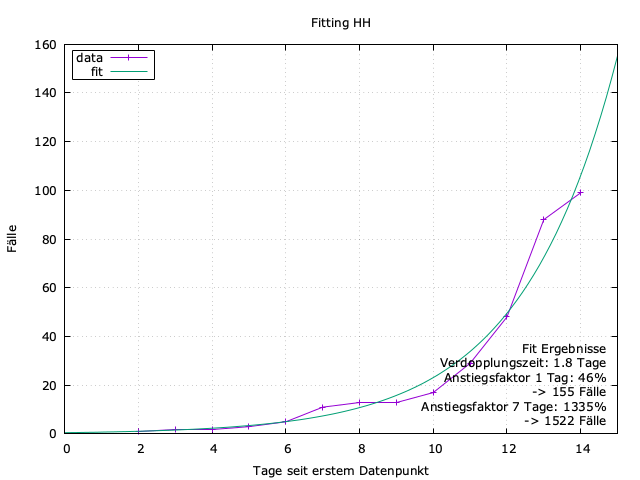 Fitting HH
data
fit
160
140
120
100
80
60
40
20
0
Fälle
Fit Ergebnisse
Verdopplungszeit: 1.8 Tage
Anstiegsfaktor 1 Tag: 46%
-> 155 Fälle
Anstiegsfaktor 7 Tage: 1335%
-> 1522 Fälle
0 2 4 6 8 10 12 14
Tage seit erstem Datenpunkt